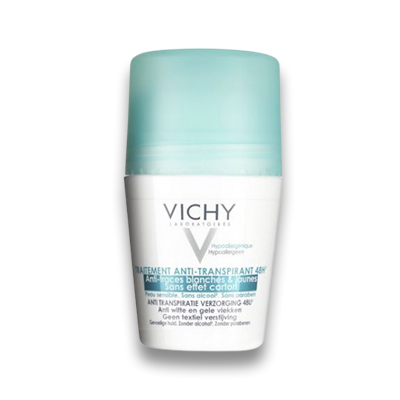 VICHY
LABORATOIRES
Hypoallergénique
Hypoallergeen
TRAITEMENT ANTI-TRANSPIRANT 48H
Anti-traces blanches & jaunes
Sans effet carton
Peau sensible. Sans alcool*. Sans paraben
ANTI TRANSPIRATIE VERZORGING 48U
Anti witte en gele vlekken
Geen textiel verstijving
Gevoelige huid, Zonder alcohol*, Zonder parabenen